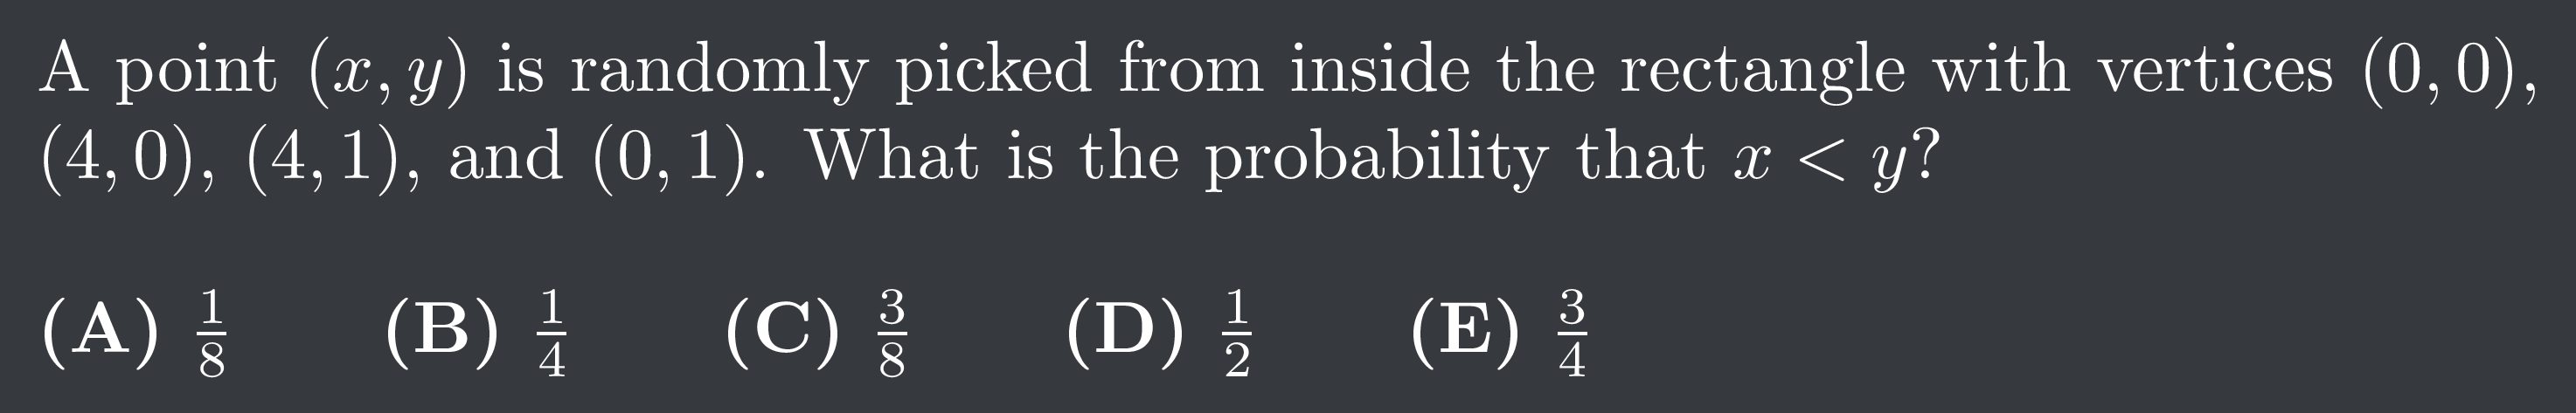 A point (x, y) is randomly picked from inside the rectangle with vertices (0, 0),
(4, 0), (4, 1), and (0, 1). What is the probability that x < y?
(A) 1/8 (B) 1/4 (C) 3/8 (D) 1/2 (E) 3/4